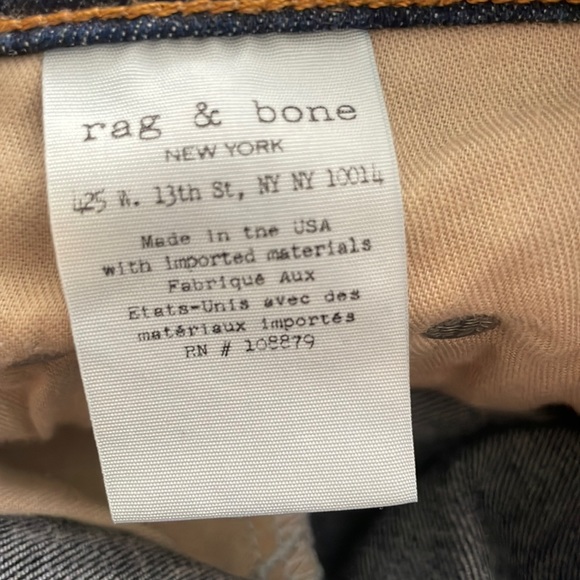 rag & bone
NEW YORK
425 W. 13th St, NY NY 10014
Made in the USA
with imported materials
Fabriqué Aux
Etats-Unis avec des
matériaux importés
RN # 108879